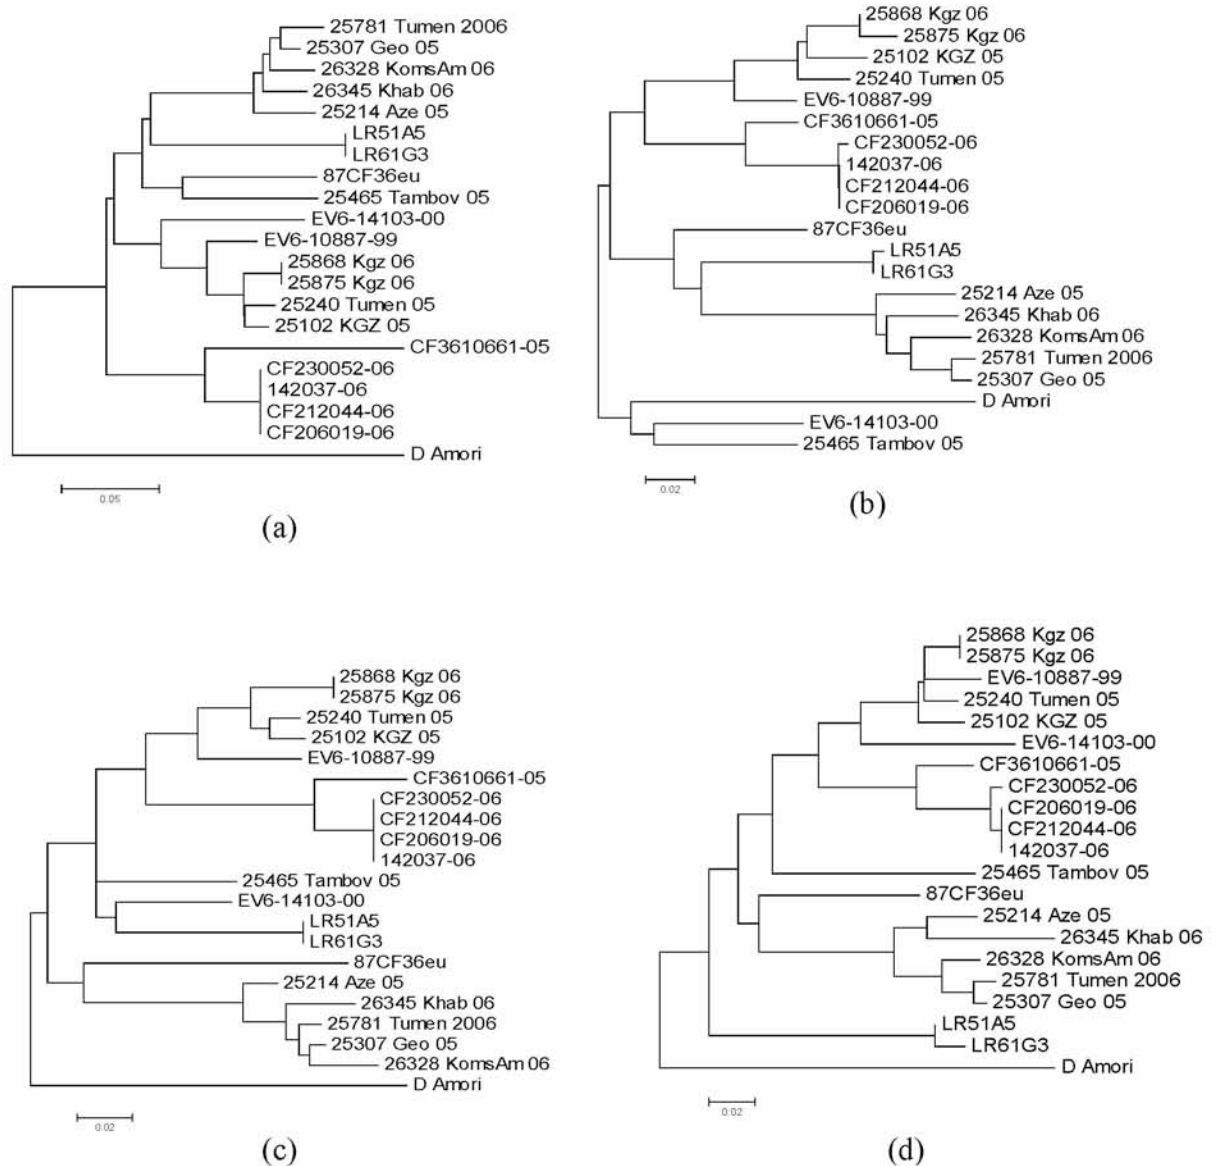 25781 Tumen 2006
25307 Geo 05
26328 KomsAm 06
26345 Khab 06
25214 Aze 05
LR51A5
LR61G3
87CF36eu
25465 Tambov 05
EV6-14103-00
EV6-10887-99
25868 Kgz 06
25875 Kgz 06
25240 Tumen 05
25102 KGZ 05
CF3610661-05
CF230052-06
142037-06
CF212044-06
CF206019-06
D Amori
0.05
(a)
25868 Kgz 06
25875 Kgz 06
25102 KGZ 05
25240 Tumen 05
EV6-10887-99
CF3610661-05
CF230052-06
142037-06
CF212044-06
CF206019-06
87CF36eu
LR51A5
LR61G3
25214 Aze 05
26345 Khab 06
26328 KomsAm 06
25781 Tumen 2006
25307 Geo 05
D Amori
EV6-14103-00
25465 Tambov 05
0.02
(b)
25868 Kgz 06
25875 Kgz 06
25240 Tumen 05
25102 KGZ 05
EV6-10887-99
CF3610661-05
CF230052-06
CF212044-06
CF206019-06
142037-06
25465 Tambov 05
EV6-14103-00
LR51A5
LR61G3
87CF36eu
25214 Aze 05
26345 Khab 06
25781 Tumen 2006
25307 Geo 05
26328 KomsAm 06
D Amori
0.02
(c)
25868 Kgz 06
25875 Kgz 06
EV6-10887-99
25240 Tumen 05
25102 KGZ 05
EV6-14103-00
CF3610661-05
CF230052-06
CF206019-06
CF212044-06
142037-06
25465 Tambov 05
87CF36eu
25214 Aze 05
26345 Khab 06
26328 KomsAm 06
25781 Tumen 2006
25307 Geo 05
LR51A5
LR61G3
D Amori
0.02
(d)